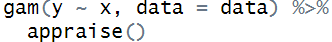 gam(y ~ x, data = data) %>%
  appraise()